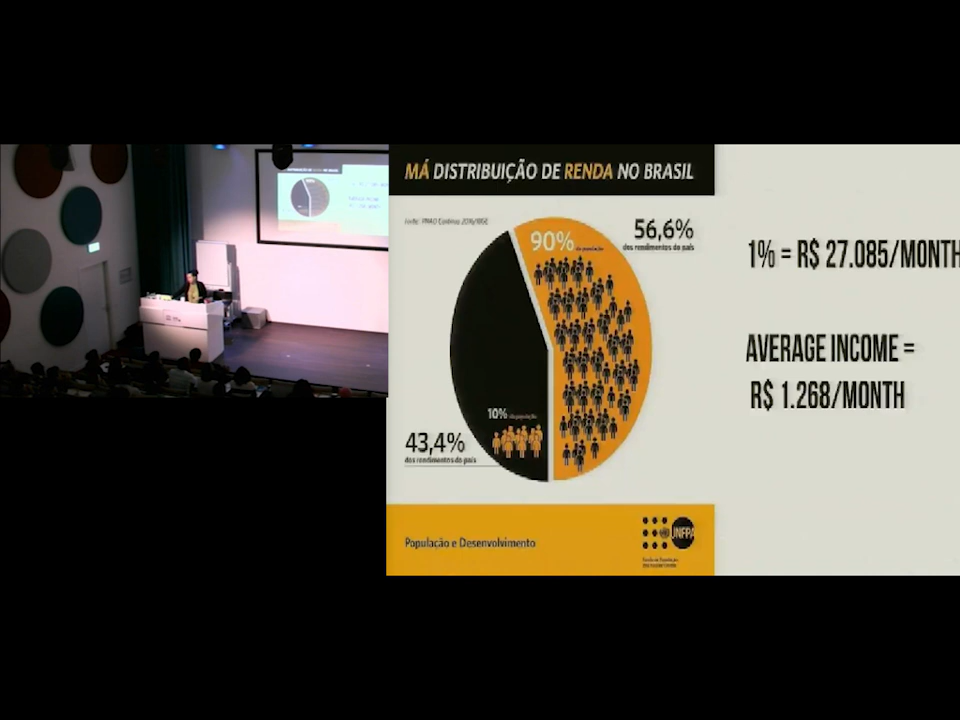 MÁ DISTRIBUIÇÃO DE RENDA NO BRASIL
Fonte: PNAD Contínua 2016/IBGE
90% da população
56,6%
dos rendimentos do país
10% da população
43,4%
dos rendimentos do país
População e Desenvolvimento
UNFPA
1% = R$ 27.085/MONTH
AVERAGE INCOME =
R$ 1.268/MONTH